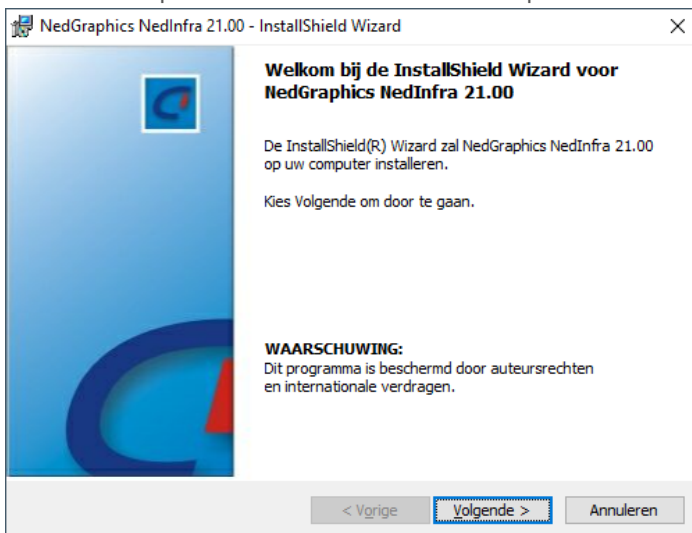 NedGraphics NedInfra 21.00 - InstallShield Wizard
Welkom bij de InstallShield Wizard voor
NedGraphics NedInfra 21.00
De InstallShield(R) Wizard zal NedGraphics NedInfra 21.00
op uw computer installeren.
Kies Volgende om door te gaan.
WAARSCHUWING:
Dit programma is beschermd door auteursrechten
en internationale verdragen.
< Vorige Volgende > Annuleren